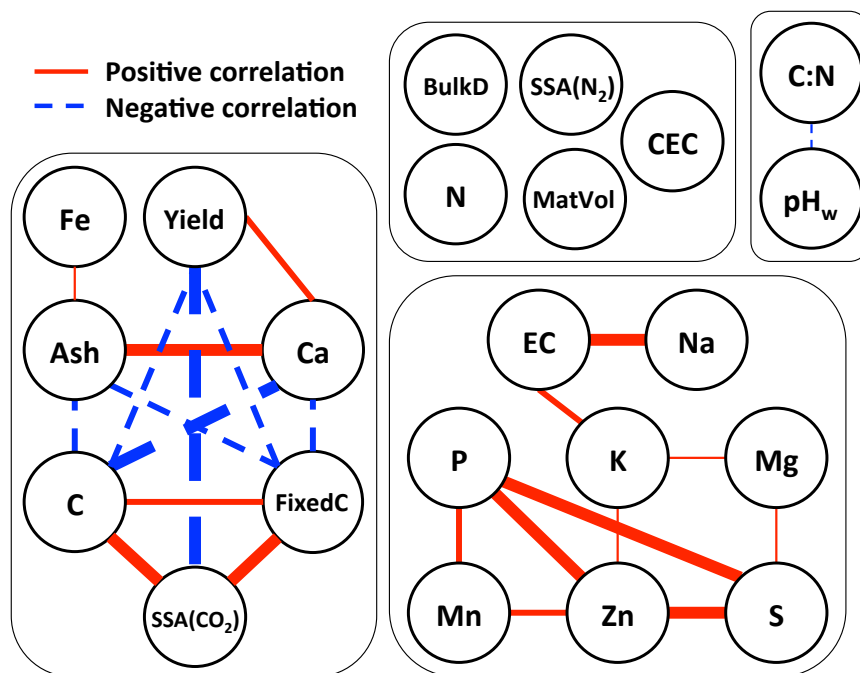 Positive correlation
Negative correlation
BulkD
SSA(N₂)
CEC
N
MatVol
C:N
pHw
Fe
Yield
Ash
Ca
C
FixedC
SSA(CO₂)
EC
Na
P
K
Mg
Mn
Zn
S